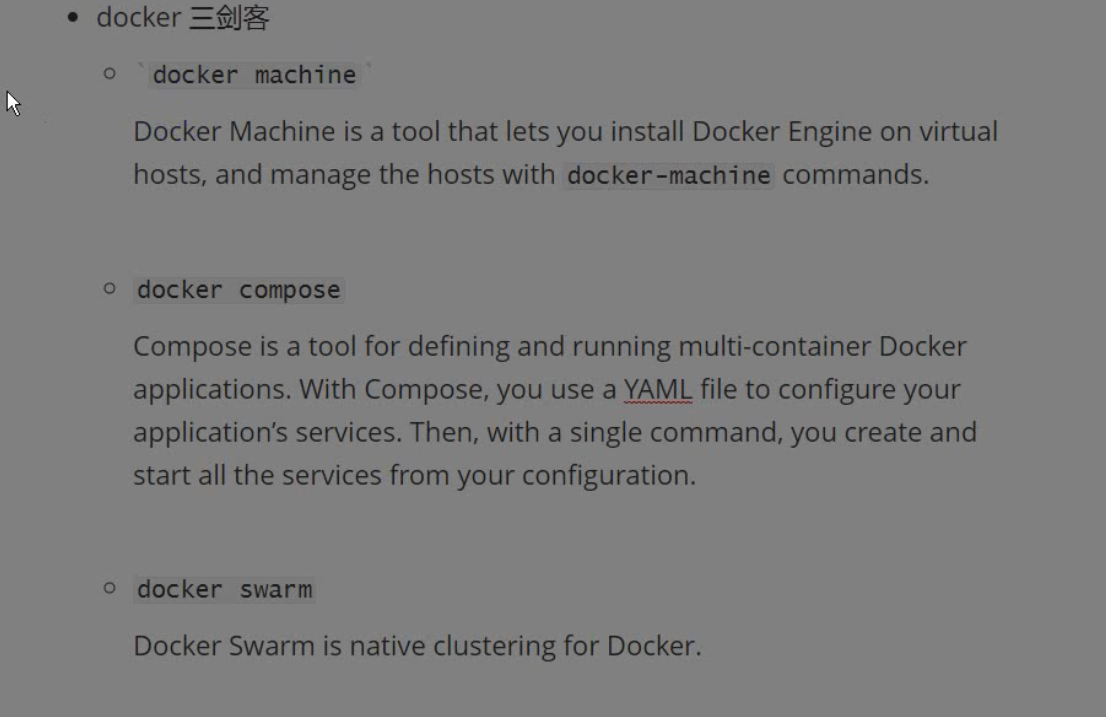 docker 三剑客
`docker machine`
Docker Machine is a tool that lets you install Docker Engine on virtual
hosts, and manage the hosts with docker-machine commands.
docker compose
Compose is a tool for defining and running multi-container Docker
applications. With Compose, you use a YAML file to configure your
application’s services. Then, with a single command, you create and
start all the services from your configuration.
docker swarm
Docker Swarm is native clustering for Docker.